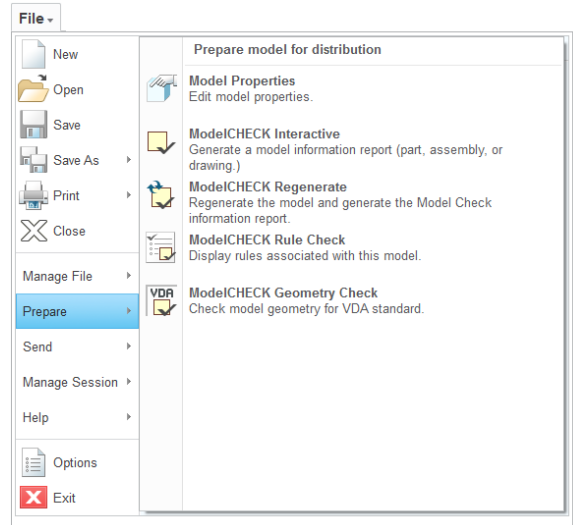 File
New
Open
Save
Save As
Print
Close
Manage File
Prepare
Send
Manage Session
Help
Options
Exit
Prepare model for distribution
Model Properties
Edit model properties.
ModelCHECK Interactive
Generate a model information report (part, assembly, or
drawing.)
ModelCHECK Regenerate
Regenerate the model and generate the Model Check
information report.
ModelCHECK Rule Check
Display rules associated with this model.
VDA
ModelCHECK Geometry Check
Check model geometry for VDA standard.